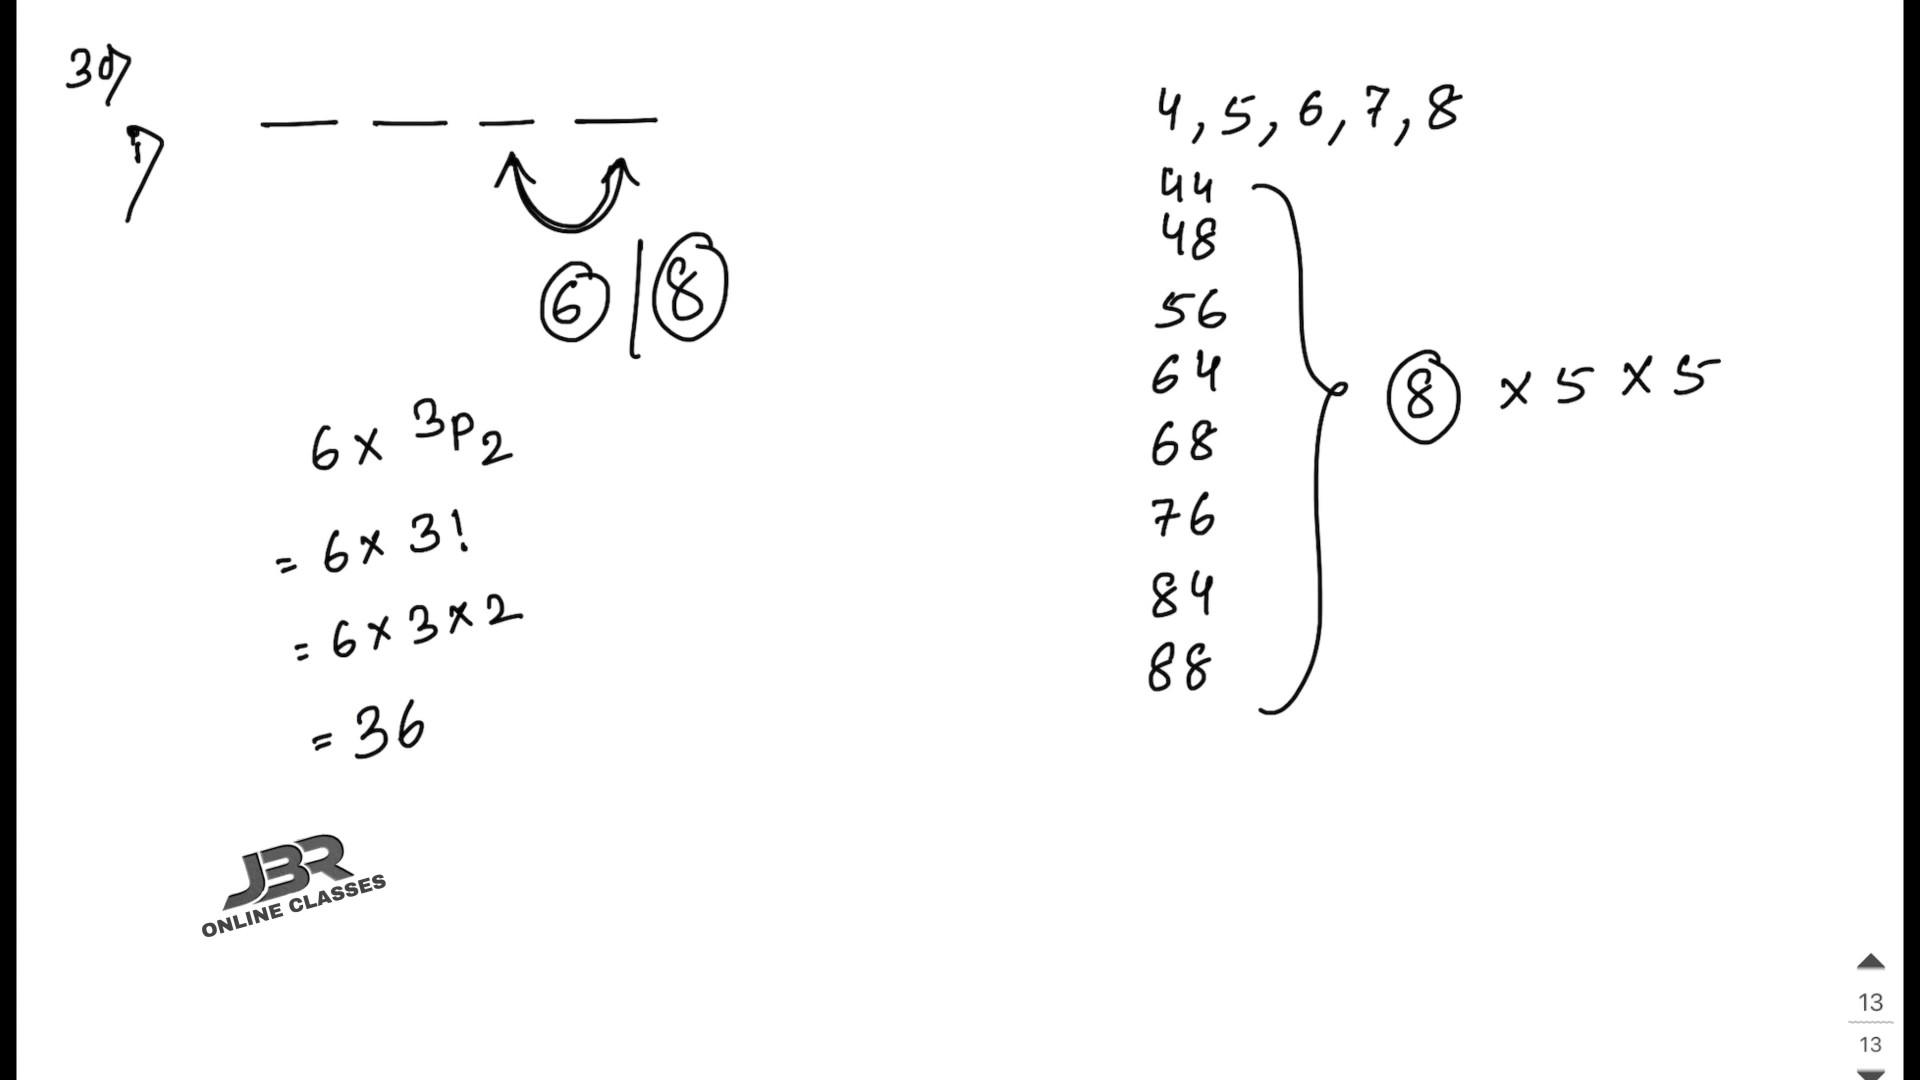 30)
i)
6 | 8
6 x 3P2
= 6 x 3!
= 6 x 3 x 2
= 36
4, 5, 6, 7, 8
44
48
56
64
68
76
84
88
8 x 5 x 5
JBR
ONLINE CLASSES
13
13